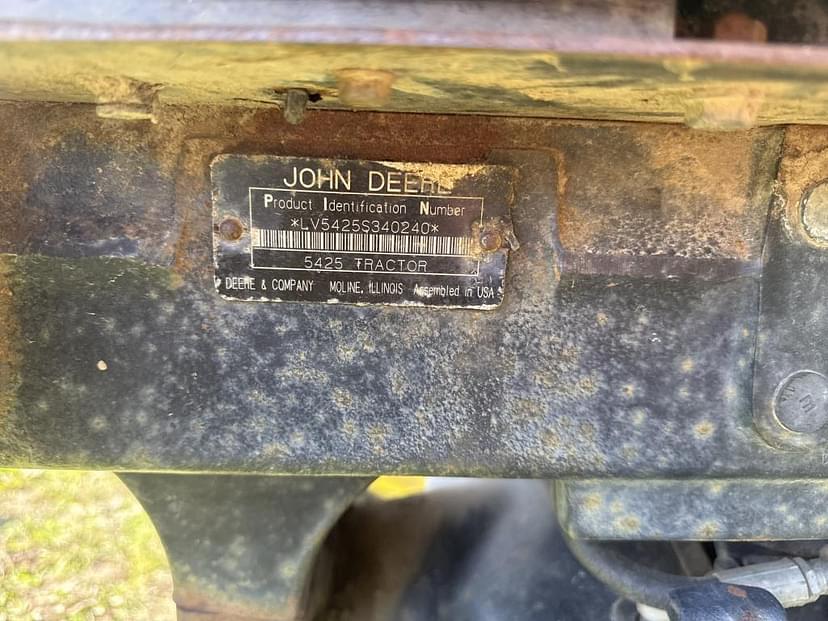 JOHN DEERE
Product Identification Number
*LV5425S340240*
5425 TRACTOR
DEERE & COMPANY MOLINE, ILLINOIS Assembled in USA